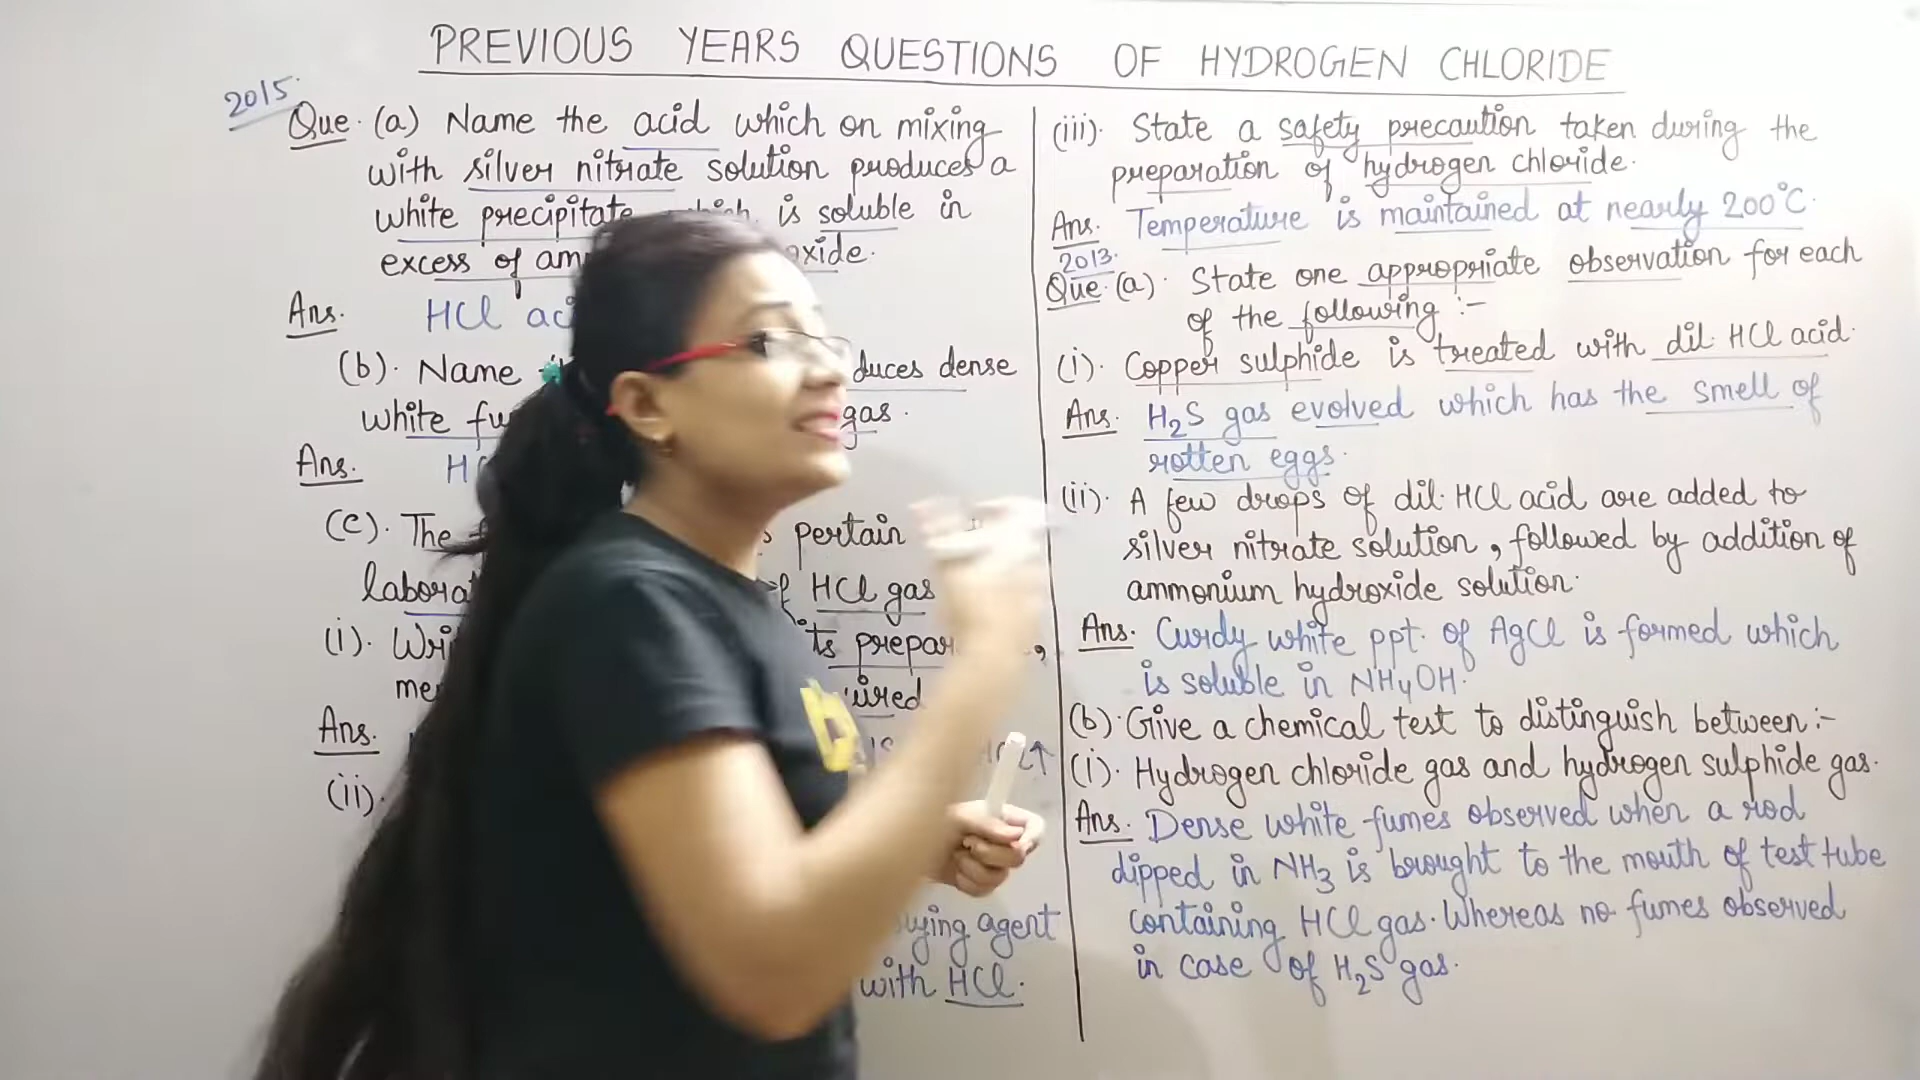 PREVIOUS YEARS QUESTIONS OF HYDROGEN CHLORIDE
2015.
Que. (a) Name the acid which on mixing
with silver nitrate solution produces a
white precipitate is soluble in
excess of
Ans. HCl
(b). Name dense
white gas.
Ans.
(c). The pertain
HCl gas
(i).
Ans.
(ii).
agent
with HCl.
(iii). State a safety precaution taken during the
preparation of hydrogen chloride.
Ans. Temperature is maintained at nearly 200°C.
2013.
Que. (a). State one appropriate observation for each
of the following :-
(i). Copper sulphide is treated with dil. HCl acid.
Ans. H₂S gas evolved which has the smell of
rotten eggs.
(ii). A few drops of dil. HCl acid are added to
silver nitrate solution, followed by addition of
ammonium hydroxide solution.
Ans. Curdy white ppt. of AgCl is formed which
is soluble in NH₄OH.
(b). Give a chemical test to distinguish between :-
(i). Hydrogen chloride gas and hydrogen sulphide gas.
Ans. Dense white fumes observed when a rod
dipped in NH₃ is brought to the mouth of test tube
containing HCl gas. Whereas no fumes observed
in case of H₂S gas.